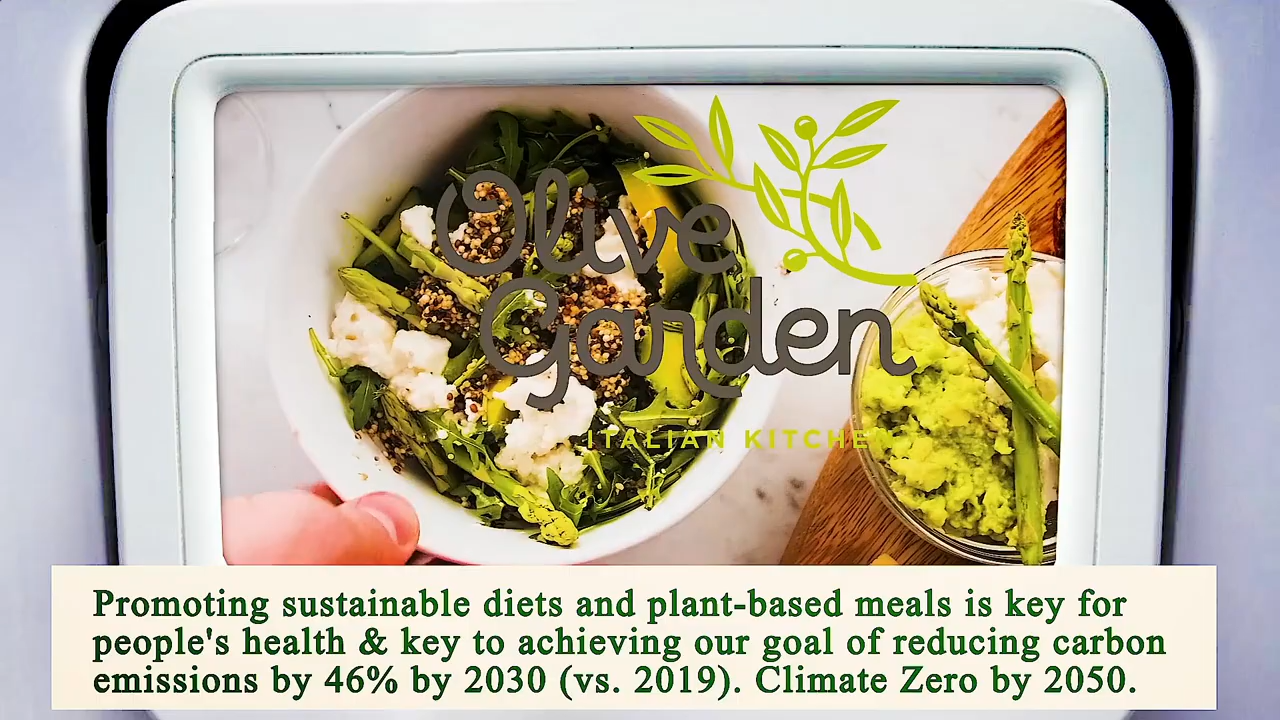 Olive
Garden
ITALIAN KITCHEN
Promoting sustainable diets and plant-based meals is key for
people's health & key to achieving our goal of reducing carbon
emissions by 46% by 2030 (vs. 2019). Climate Zero by 2050.